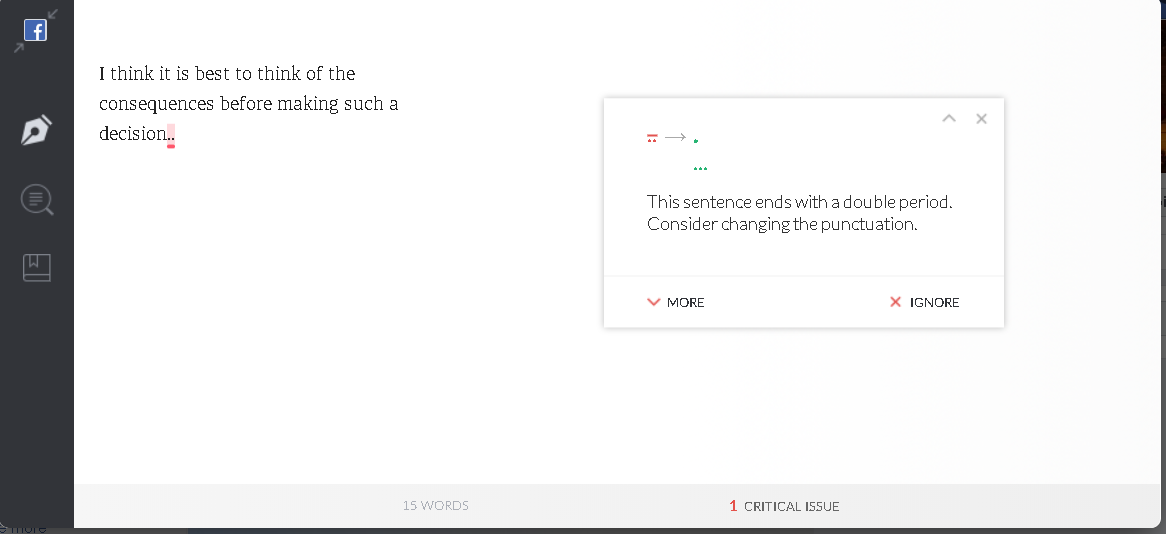 I think it is best to think of the
consequences before making such a
decision..
.. → .
...
This sentence ends with a double period.
Consider changing the punctuation.
MORE
IGNORE
15 WORDS
1 CRITICAL ISSUE
e more